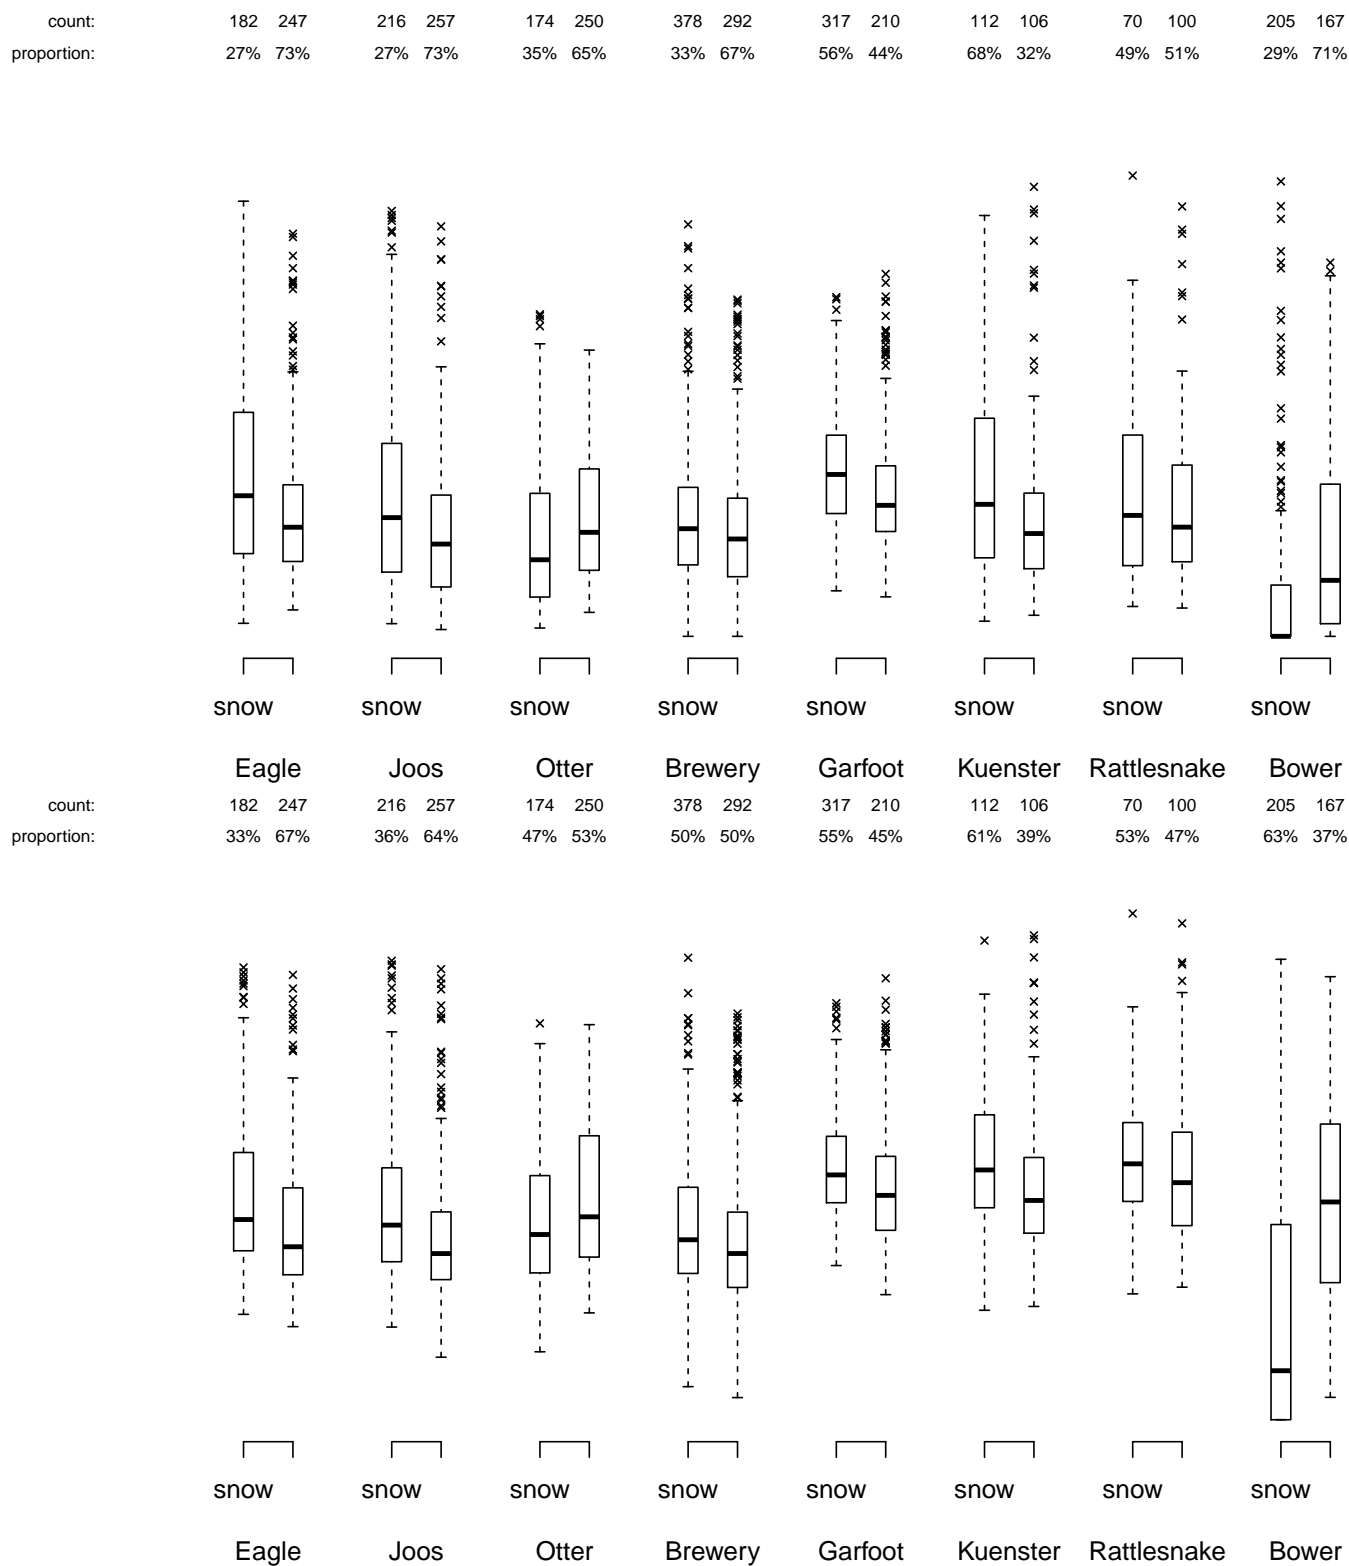 count: 182 247 216 257 174 250 378 292 317 210 112 106 70 100 205 167
proportion: 27% 73% 27% 73% 35% 65% 33% 67% 56% 44% 68% 32% 49% 51% 29% 71%
snow snow snow snow snow snow snow snow
Eagle Joos Otter Brewery Garfoot Kuenster Rattlesnake Bower
count: 182 247 216 257 174 250 378 292 317 210 112 106 70 100 205 167
proportion: 33% 67% 36% 64% 47% 53% 50% 50% 55% 45% 61% 39% 53% 47% 63% 37%
snow snow snow snow snow snow snow snow
Eagle Joos Otter Brewery Garfoot Kuenster Rattlesnake Bower